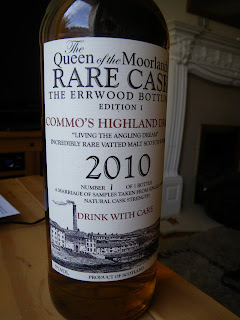 The
Queen of the Moorlands
RARE CASK
THE ERRWOOD BOTTLING
EDITION 1
COMMO'S HIGHLAND
"LIVING THE ANGLING DREAM"
INCREDIBLY RARE VATTED MALT SCOTCH
2010
NUMBER 1 OF 1 BOTTLE
A MARRIAGE OF SAMPLES TAKEN FROM
NATURAL CASK STRENGTH
DRINK WITH CARE
PRODUCT OF SCOTLAND